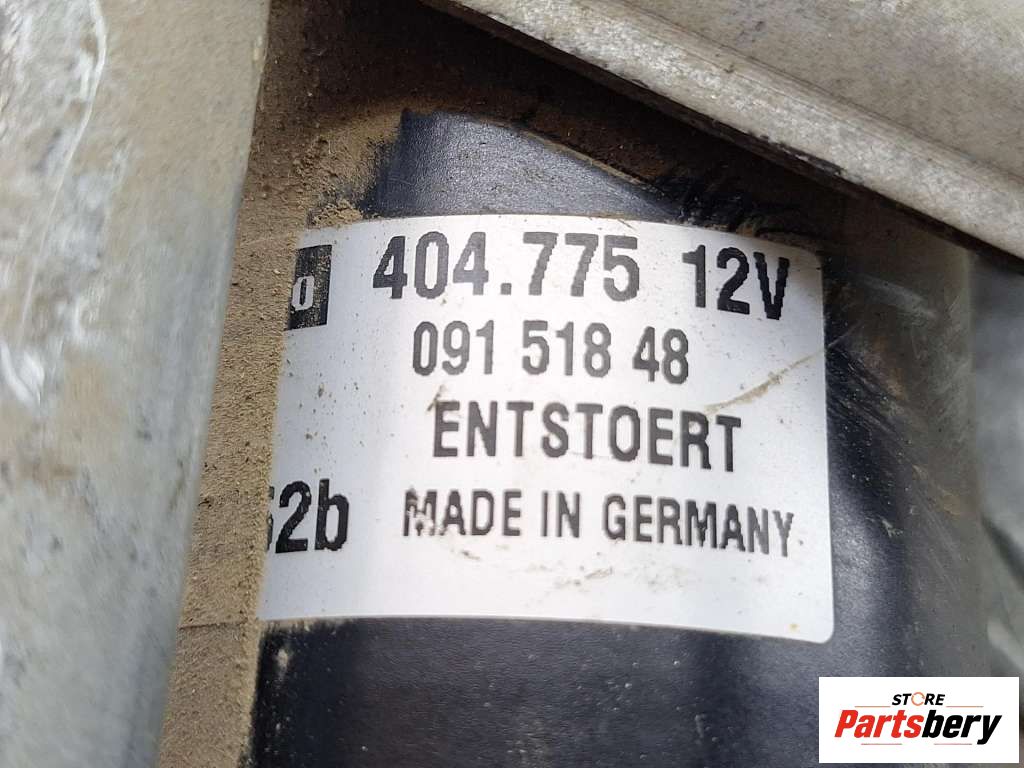 404.775 12V
091 518 48
ENTSTOERT
52b MADE IN GERMANY
STORE
Partsbery